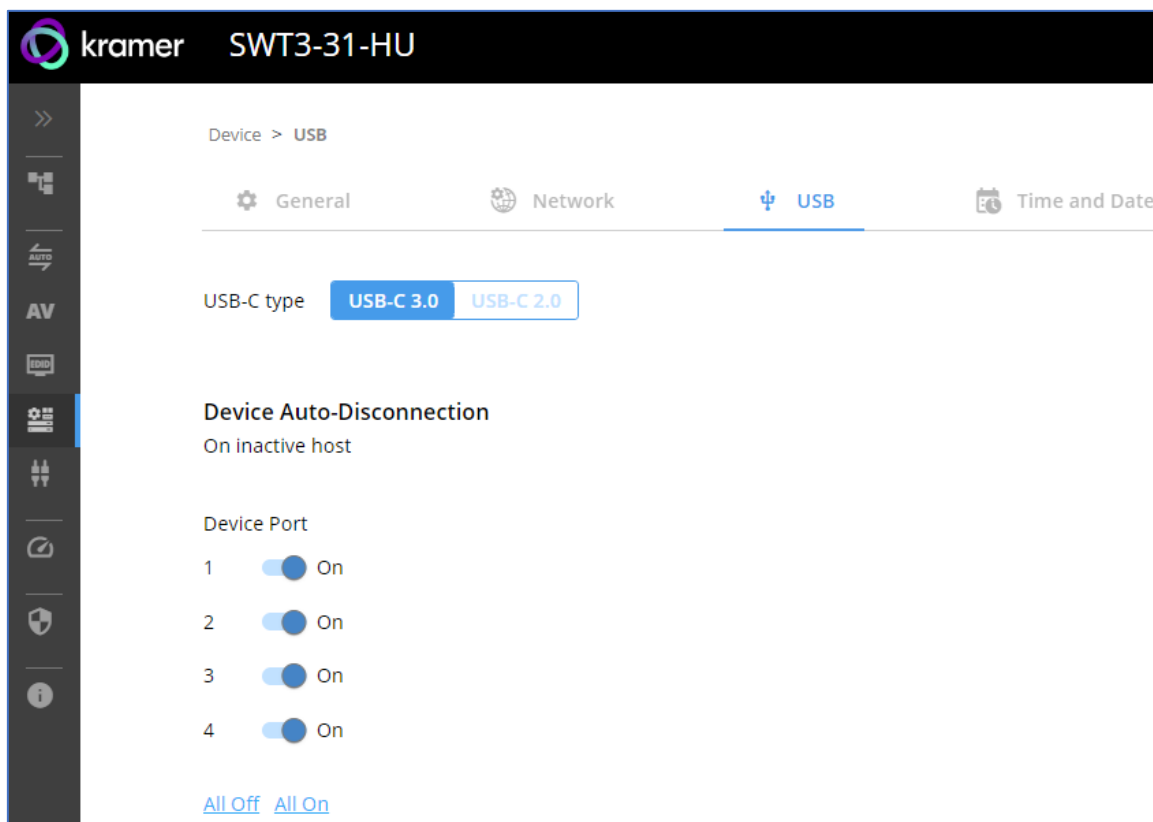 kramer SWT3-31-HU
Device > USB
General Network USB Time and Date
USB-C type USB-C 3.0 USB-C 2.0
AUTO
AV
EDID
Device Auto-Disconnection
On inactive host
Device Port
1 On
2 On
3 On
4 On
All Off All On